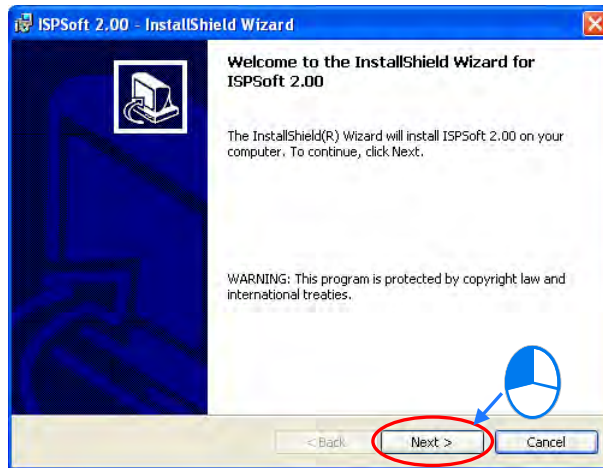 ISPSoft 2.00 - InstallShield Wizard
Welcome to the InstallShield Wizard for
ISPSoft 2.00
The InstallShield(R) Wizard will install ISPSoft 2.00 on your
computer. To continue, click Next.
WARNING: This program is protected by copyright law and
international treaties.
< Back
Next >
Cancel